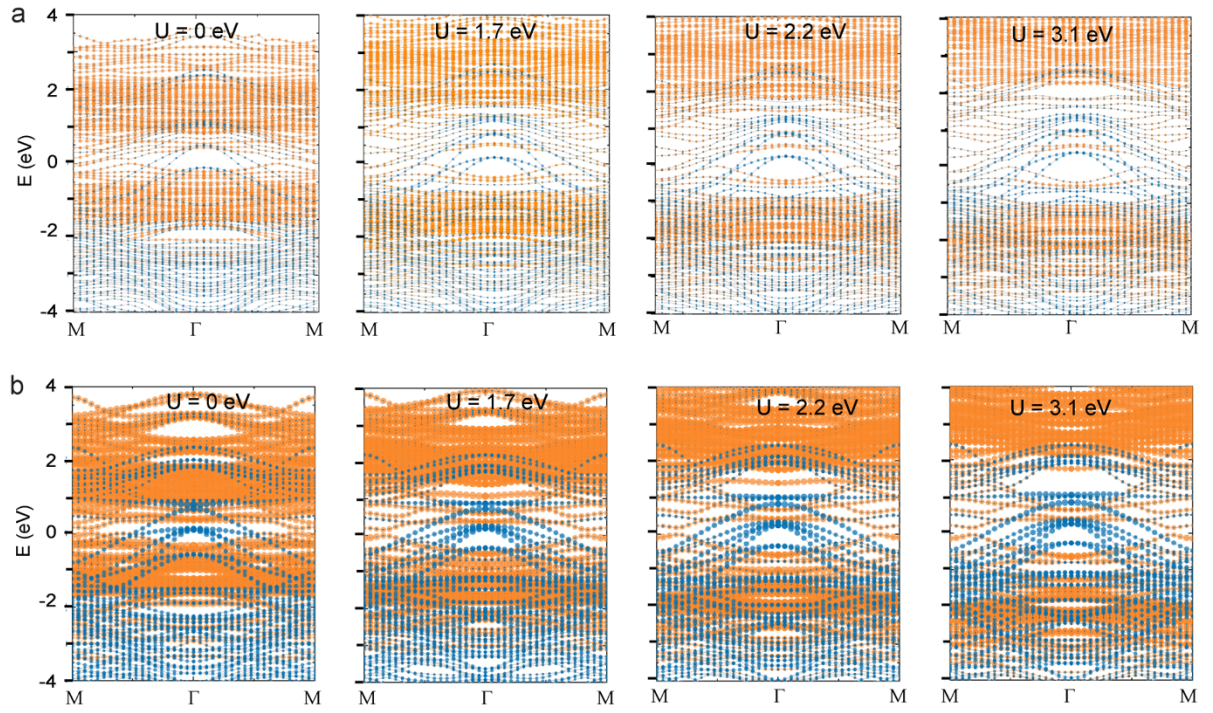 a
U = 0 eV
U = 1.7 eV
U = 2.2 eV
U = 3.1 eV
4
2
0
-2
-4
E (eV)
M Γ M
M Γ M
M Γ M
M Γ M
b
U = 0 eV
U = 1.7 eV
U = 2.2 eV
U = 3.1 eV
4
2
0
-2
-4
E (eV)
M Γ M
M Γ M
M Γ M
M Γ M